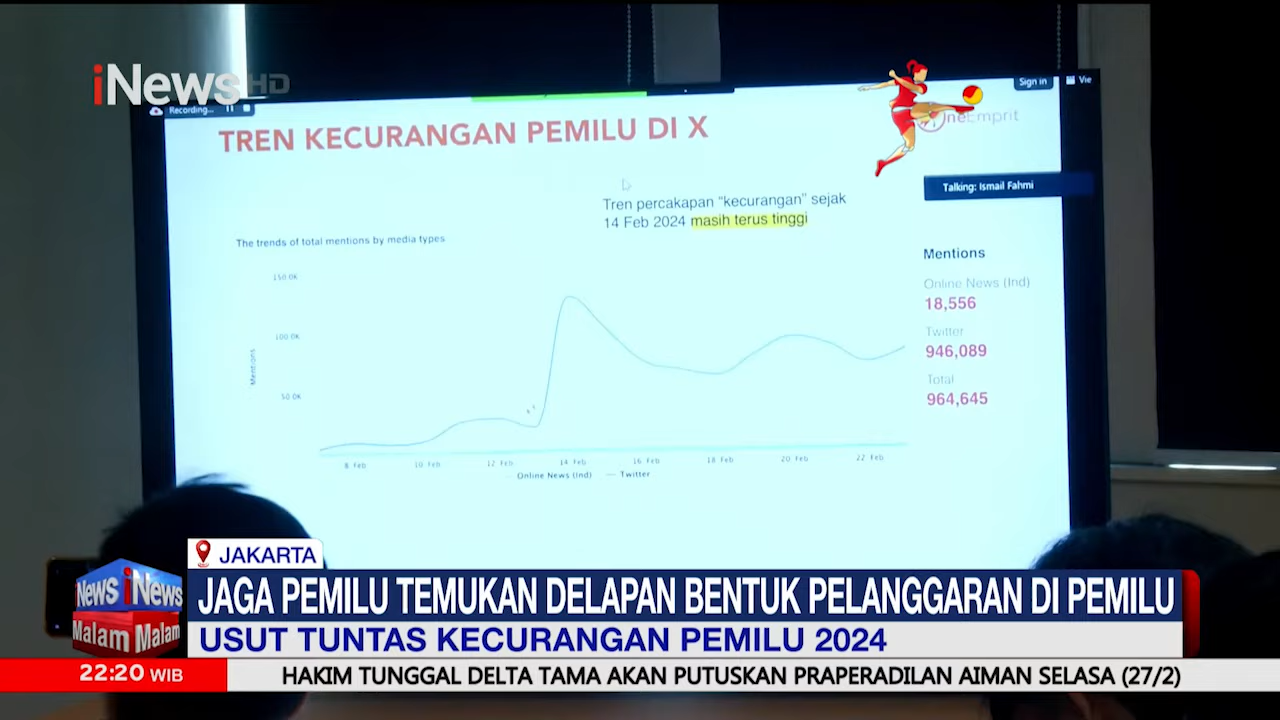 iNewsHD
Recording...
Sign in
Vie
TREN KECURANGAN PEMILU DI X
neEmprit
Talking: Ismail Fahmi
Tren percakapan "kecurangan" sejak
14 Feb 2024 masih terus tinggi
The trends of total mentions by media types
Mentions
Online News (Ind)
18,556
Twitter
946,089
Total
964,645
150.0K
100.0K
50.0K
Mentions
8. Feb
10. Feb
12. Feb
14. Feb
16. Feb
18. Feb
20. Feb
22. Feb
Online News (Ind)
Twitter
JAKARTA
News iNews
Malam Malam
JAGA PEMILU TEMUKAN DELAPAN BENTUK PELANGGARAN DI PEMILU
USUT TUNTAS KECURANGAN PEMILU 2024
22:20 WIB
HAKIM TUNGGAL DELTA TAMA AKAN PUTUSKAN PRAPERADILAN AIMAN SELASA (27/2)